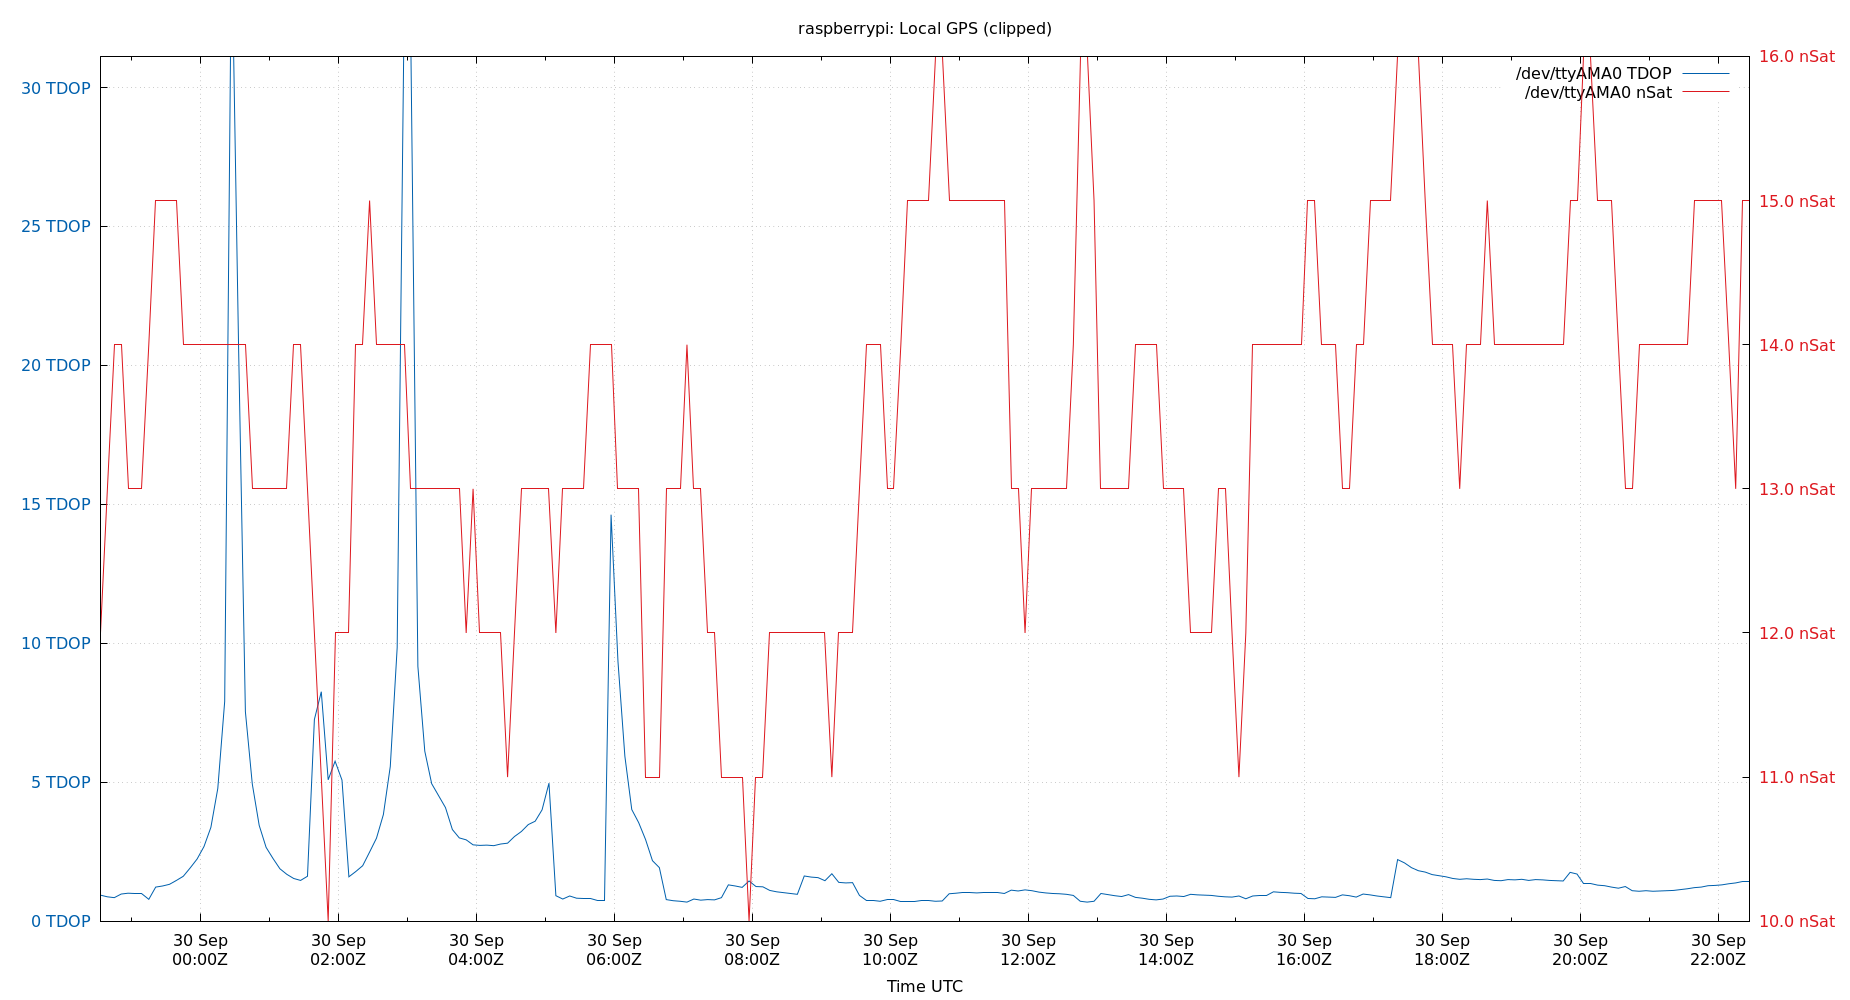 raspberrypi: Local GPS (clipped)
/dev/ttyAMA0 TDOP
/dev/ttyAMA0 nSat
30 TDOP
25 TDOP
20 TDOP
15 TDOP
10 TDOP
5 TDOP
0 TDOP
16.0 nSat
15.0 nSat
14.0 nSat
13.0 nSat
12.0 nSat
11.0 nSat
10.0 nSat
30 Sep
00:00Z
30 Sep
02:00Z
30 Sep
04:00Z
30 Sep
06:00Z
30 Sep
08:00Z
30 Sep
10:00Z
30 Sep
12:00Z
30 Sep
14:00Z
30 Sep
16:00Z
30 Sep
18:00Z
30 Sep
20:00Z
30 Sep
22:00Z
Time UTC